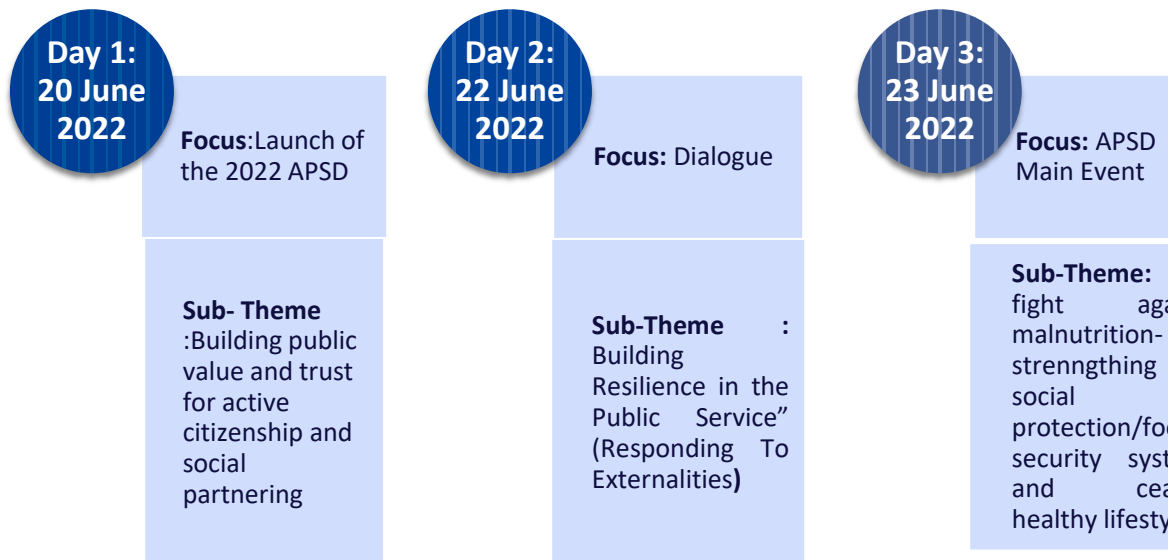 Day 1:
20 June
2022
Focus:Launch of
the 2022 APSD
Sub- Theme
:Building public
value and trust
for active
citizenship and
social
partnering
Day 2:
22 June
2022
Focus: Dialogue
Sub-Theme :
Building
Resilience in the
Public Service”
(Responding To
Externalities)
Day 3:
23 June
2022
Focus: APSD
Main Event
Sub-Theme:
fight
malnutrition-
strenngthing
social
security
and
healthy